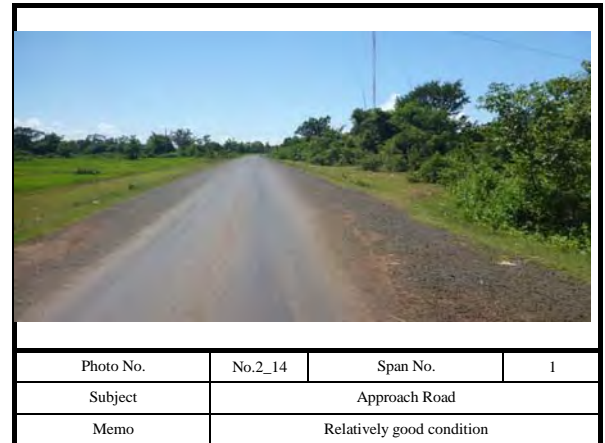 Photo No. No.2_14 Span No. 1
Subject Approach Road
Memo Relatively good condition